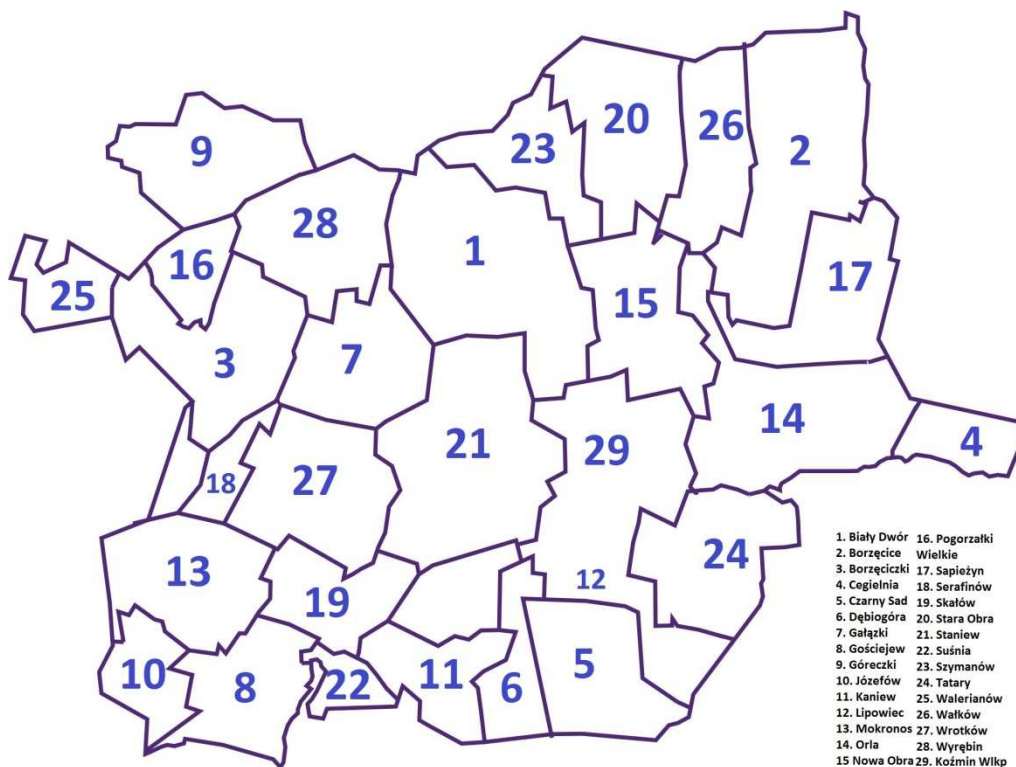 9
20
26
23
2
28
16
1
25
17
15
3
7
14
4
21
29
27
18
13
24
12
19
10
8
22
11
6
5
1. Biały Dwór
2. Borzęcice
3. Borzęciczki
4. Cegielnia
5. Czarny Sad
6. Dębiogóra
7. Gałązki
8. Gościejew
9. Góreczki
10. Józefów
11. Kaniew
12. Lipowiec
13. Mokronos
14. Orla
15 Nowa Obra
16. Pogorzałki
Wielkie
17. Sapieżyn
18. Serafinów
19. Skałów
20. Stara Obra
21. Staniew
22. Suśnia
23. Szymanów
24. Tatary
25. Walerianów
26. Wałków
27. Wrotków
28. Wyrębin
29. Koźmin Wlkp